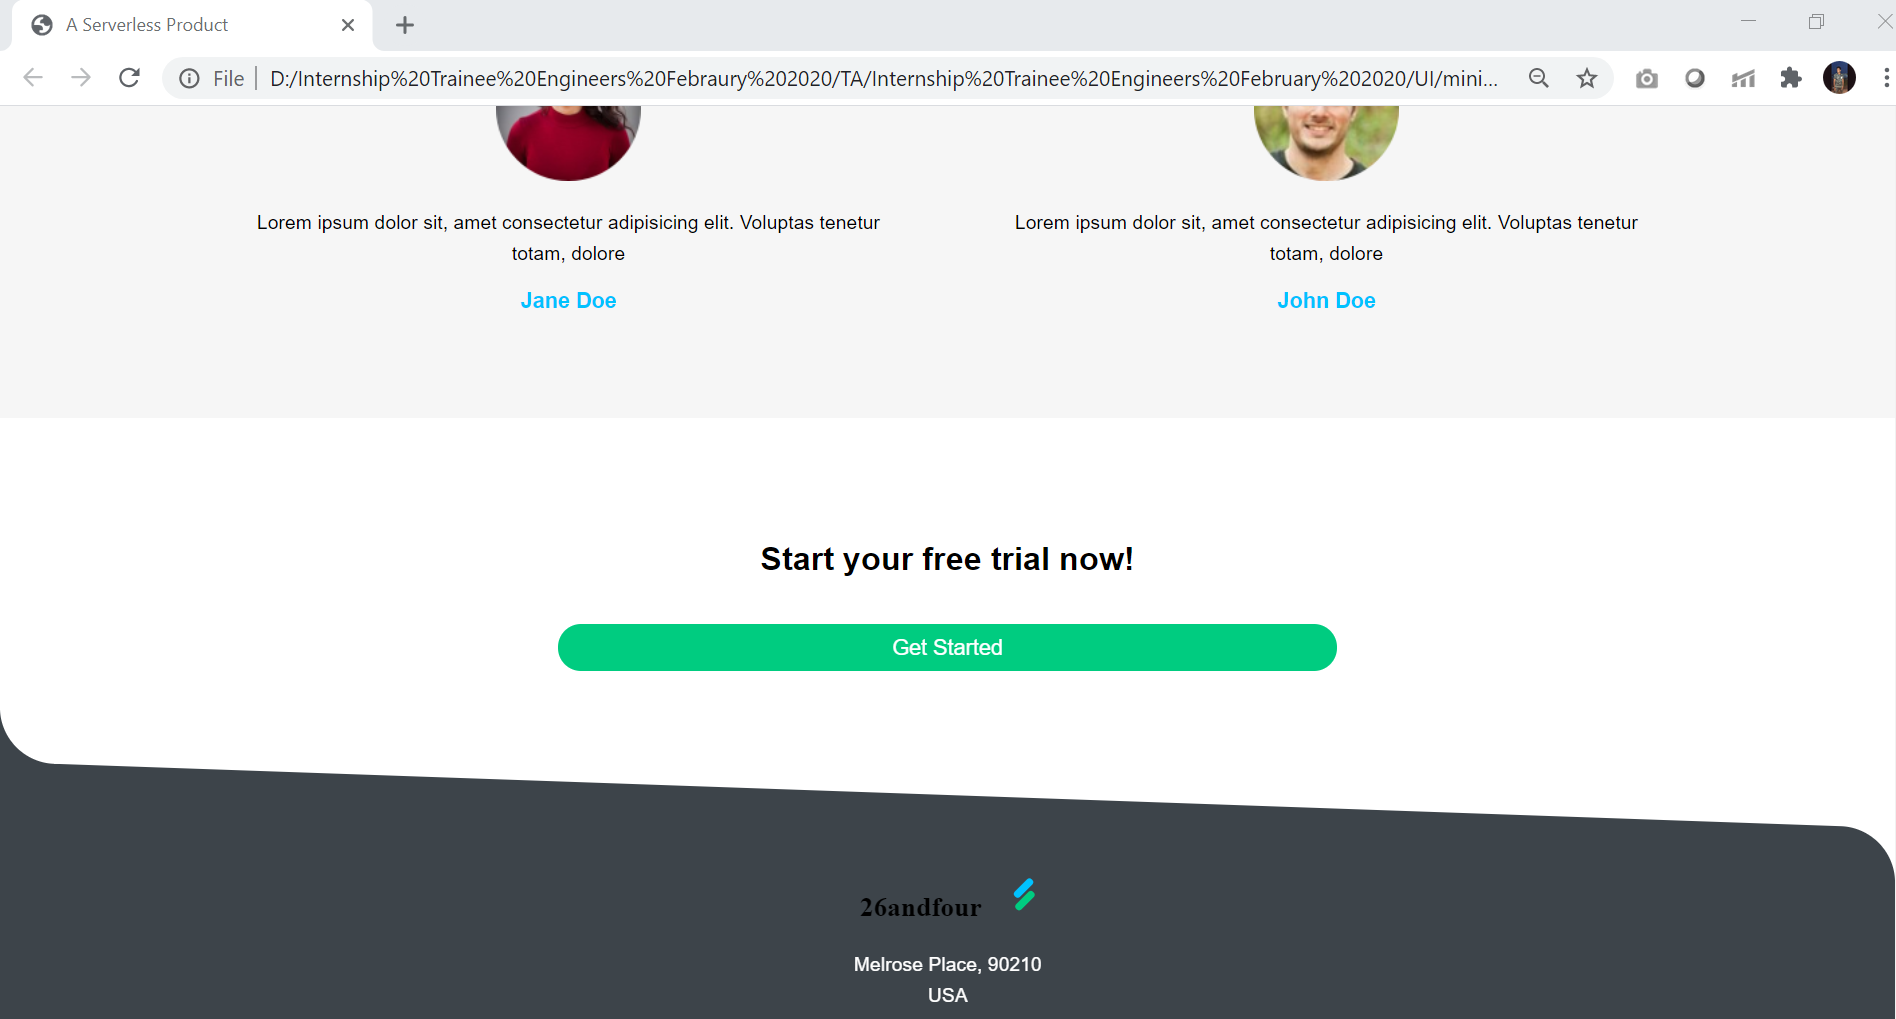 A Serverless Product
File D:/Internship%20Trainee%20Engineers%20Febraury%202020/TA/Internship%20Trainee%20Engineers%20February%202020/UI/mini...
Lorem ipsum dolor sit, amet consectetur adipisicing elit. Voluptas tenetur
totam, dolore
Jane Doe
Lorem ipsum dolor sit, amet consectetur adipisicing elit. Voluptas tenetur
totam, dolore
John Doe
Start your free trial now!
Get Started
26andfour
Melrose Place, 90210
USA